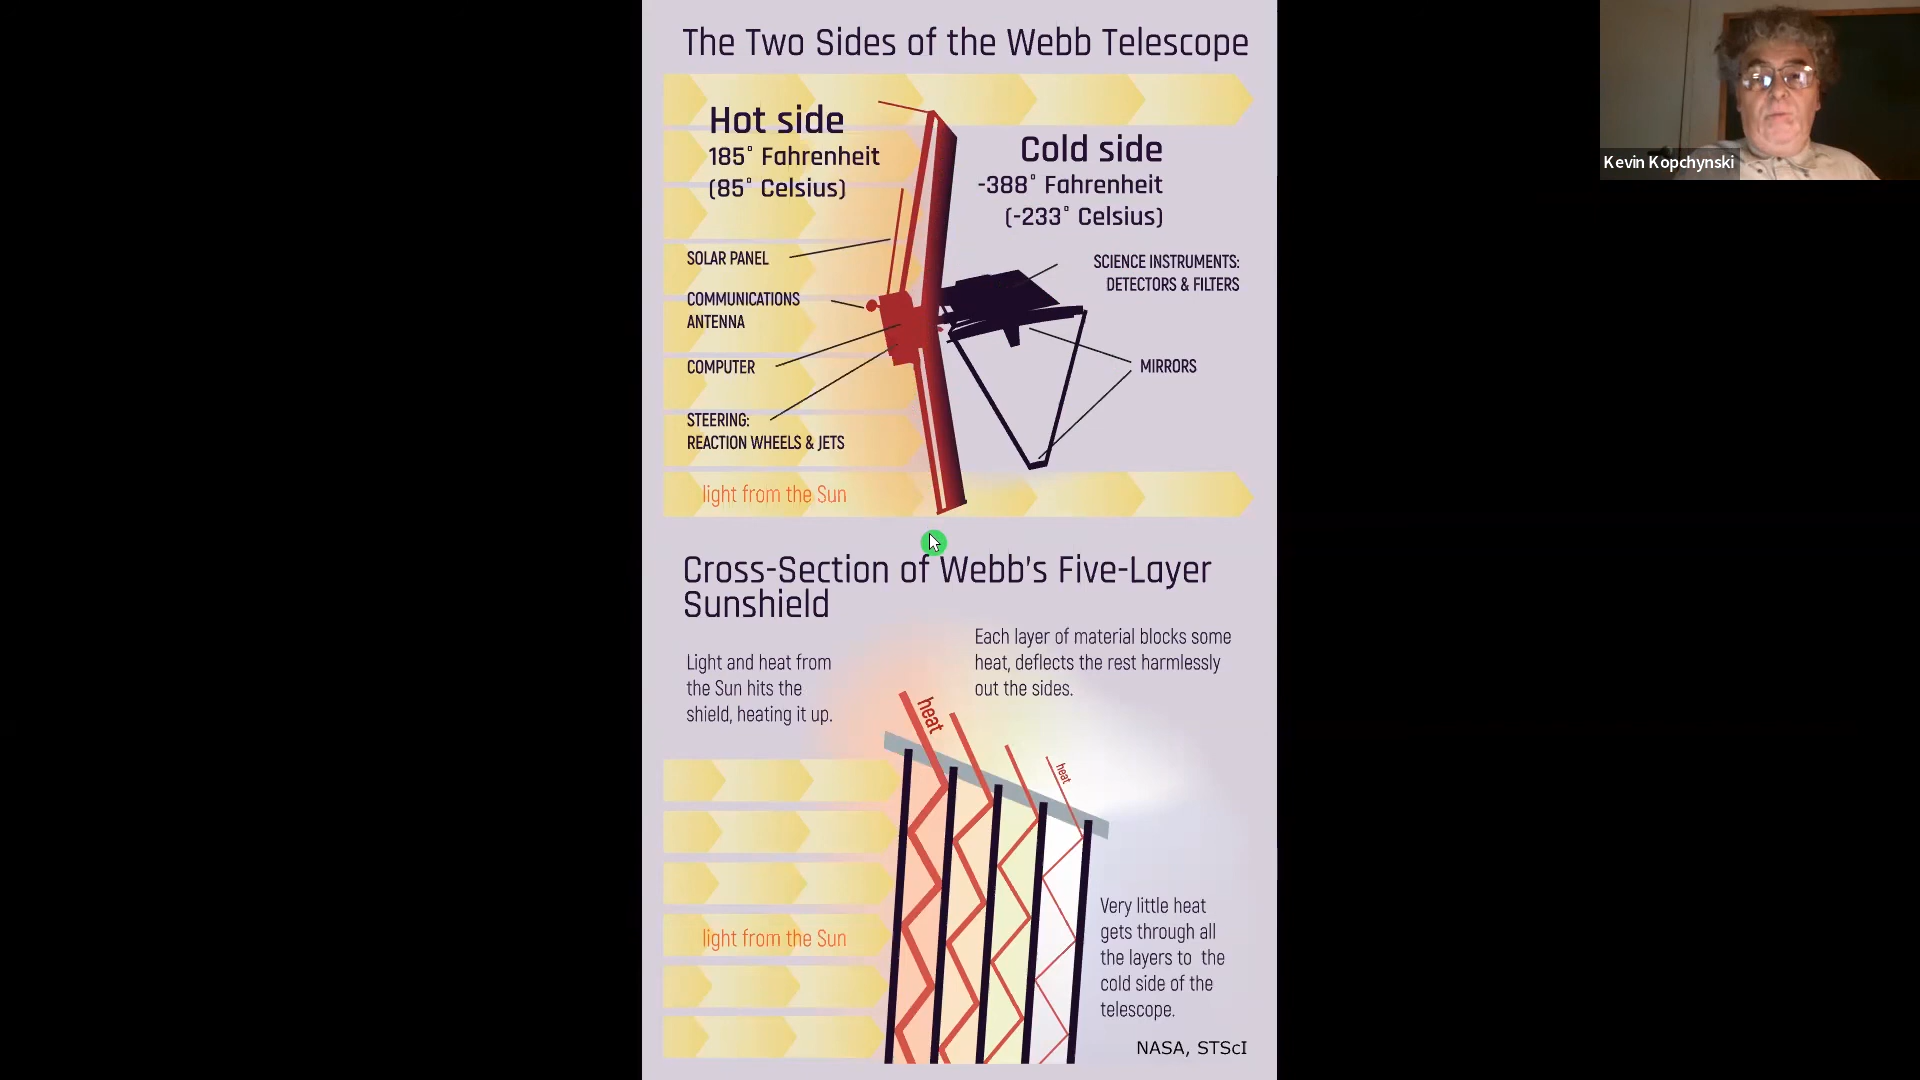 The Two Sides of the Webb Telescope
Hot side
185° Fahrenheit
(85° Celsius)
Cold side
-388° Fahrenheit
(-233° Celsius)
SOLAR PANEL
COMMUNICATIONS
ANTENNA
COMPUTER
STEERING:
REACTION WHEELS & JETS
SCIENCE INSTRUMENTS:
DETECTORS & FILTERS
MIRRORS
light from the Sun
Cross-Section of Webb's Five-Layer
Sunshield
Light and heat from
the Sun hits the
shield, heating it up.
Each layer of material blocks some
heat, deflects the rest harmlessly
out the sides.
heat
heat
light from the Sun
Very little heat
gets through all
the layers to the
cold side of the
telescope.
NASA, STScI
Kevin Kopchynski